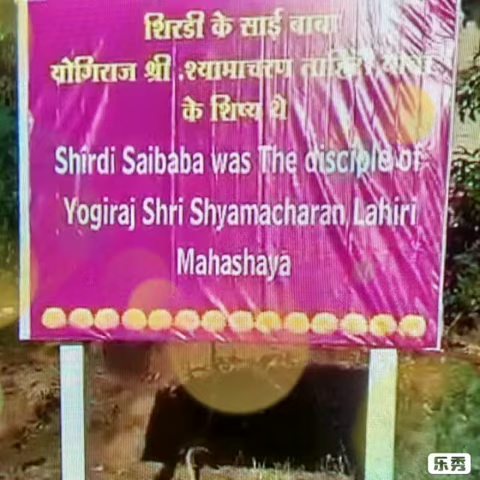 शिरडी के साई बाबा
योगिराज श्री .श्यामाचरण लाहिरी
के शिष्य थे
Shirdi Saibaba was The disciple of
Yogiraj Shri Shyamacharan Lahiri
Mahashaya
乐秀